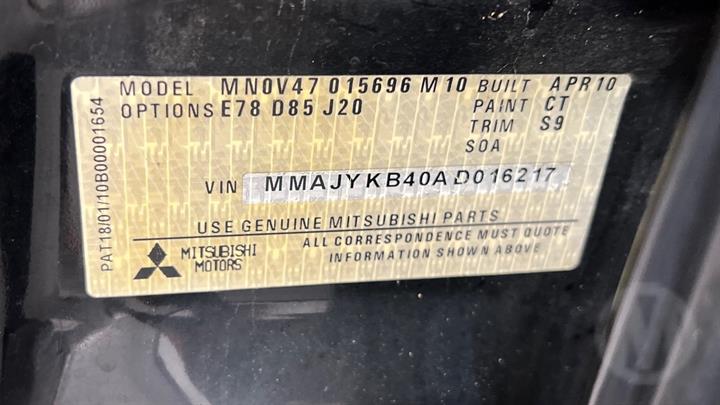 MODEL MN0V47 015696 M10 BUILT APR10
OPTIONS E78 D85 J20 PAINT CT
TRIM S9
SOA
VIN MMAJYKB40AD016217
USE GENUINE MITSUBISHI PARTS
MITSUBISHI MOTORS
ALL CORRESPONDENCE MUST QUOTE
INFORMATION SHOWN ABOVE
PAT18/01/10B00001654